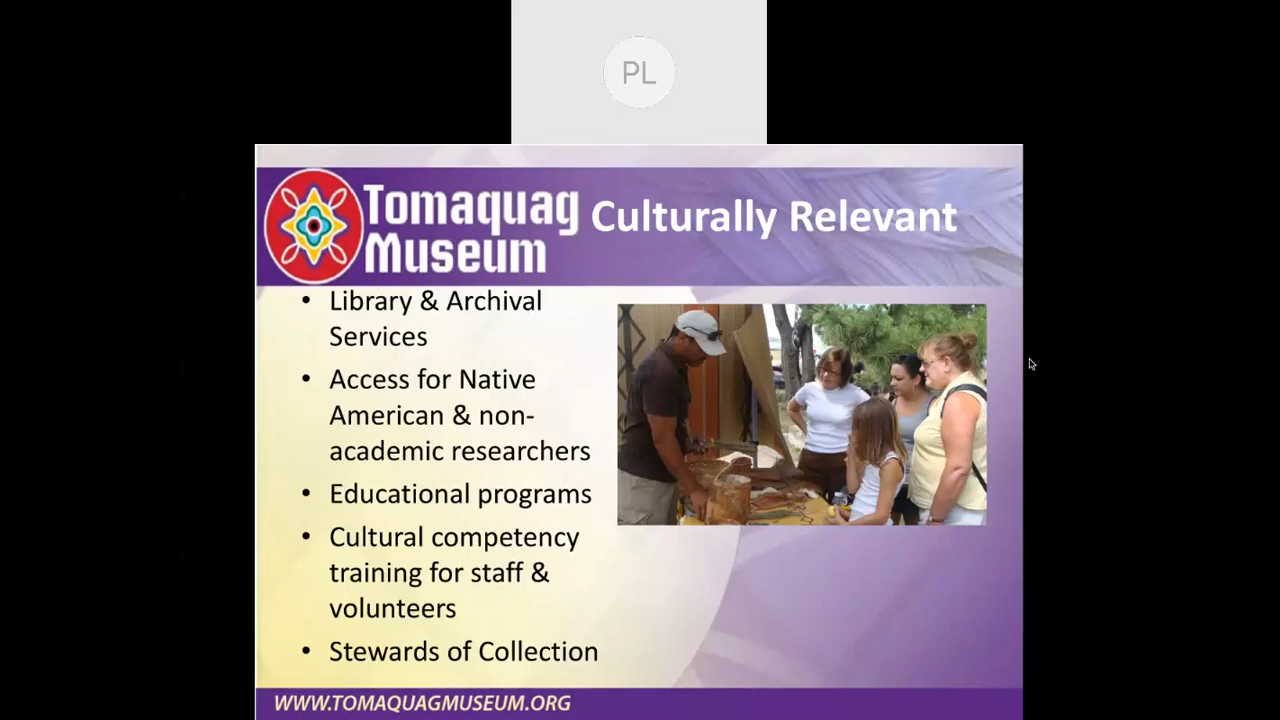 PL
Tomaquag
Museum
Culturally Relevant
• Library & Archival
Services
• Access for Native
American & non-
academic researchers
• Educational programs
• Cultural competency
training for staff &
volunteers
• Stewards of Collection
WWW.TOMAQUAGMUSEUM.ORG